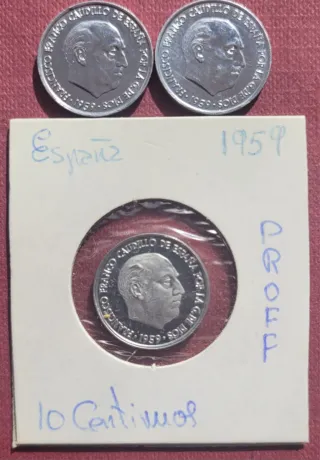 FRANCISCO FRANCO CAUDILLO DE ESPAÑA POR LA G. DE DIOS
· 1959 ·
FRANCISCO FRANCO CAUDILLO DE ESPAÑA POR LA G. DE DIOS
· 1959 ·
España 1959
FRANCISCO FRANCO CAUDILLO DE ESPAÑA POR LA G. DE DIOS
· 1959 ·
PROFF
10 Centimos